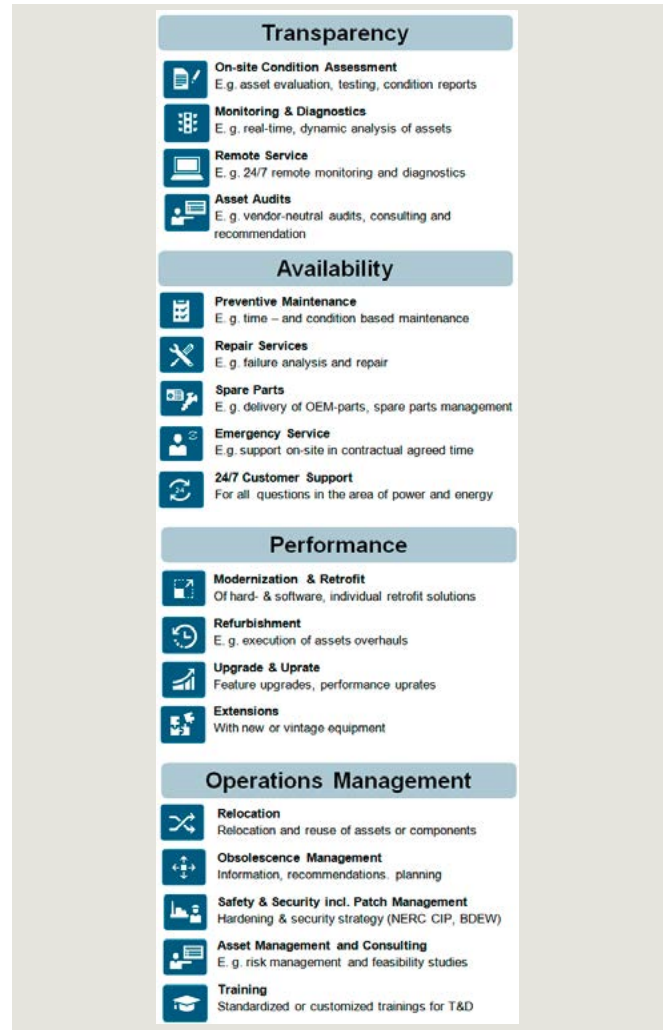 Transparency
On-site Condition Assessment
E.g. asset evaluation, testing, condition reports
Monitoring & Diagnostics
E. g. real-time, dynamic analysis of assets
Remote Service
E. g. 24/7 remote monitoring and diagnostics
Asset Audits
E. g. vendor-neutral audits, consulting and
recommendation
Availability
Preventive Maintenance
E. g. time – and condition based maintenance
Repair Services
E. g. failure analysis and repair
Spare Parts
E. g. delivery of OEM-parts, spare parts management
Emergency Service
E.g. support on-site in contractual agreed time
24/7 Customer Support
24
For all questions in the area of power and energy
Performance
Modernization & Retrofit
Of hard- & software, individual retrofit solutions
Refurbishment
E. g. execution of assets overhauls
Upgrade & Uprate
Feature upgrades, performance uprates
Extensions
With new or vintage equipment
Operations Management
Relocation
Relocation and reuse of assets or components
Obsolescence Management
Information, recommendations. planning
Safety & Security incl. Patch Management
Hardening & security strategy (NERC CIP, BDEW)
Asset Management and Consulting
E. g. risk management and feasibility studies
Training
Standardized or customized trainings for T&D